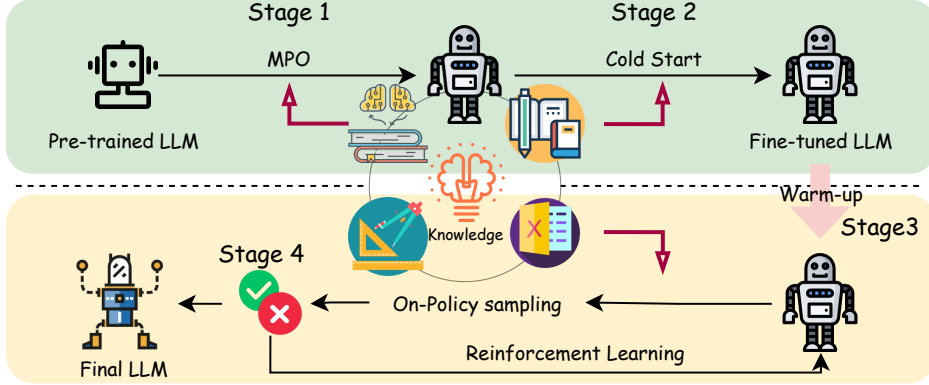 Stage 1
Stage 2
MPO
Cold Start
Pre-trained LLM
Fine-tuned LLM
Warm-up
Stage3
Knowledge
X
Stage 4
On-Policy sampling
Reinforcement Learning
Final LLM